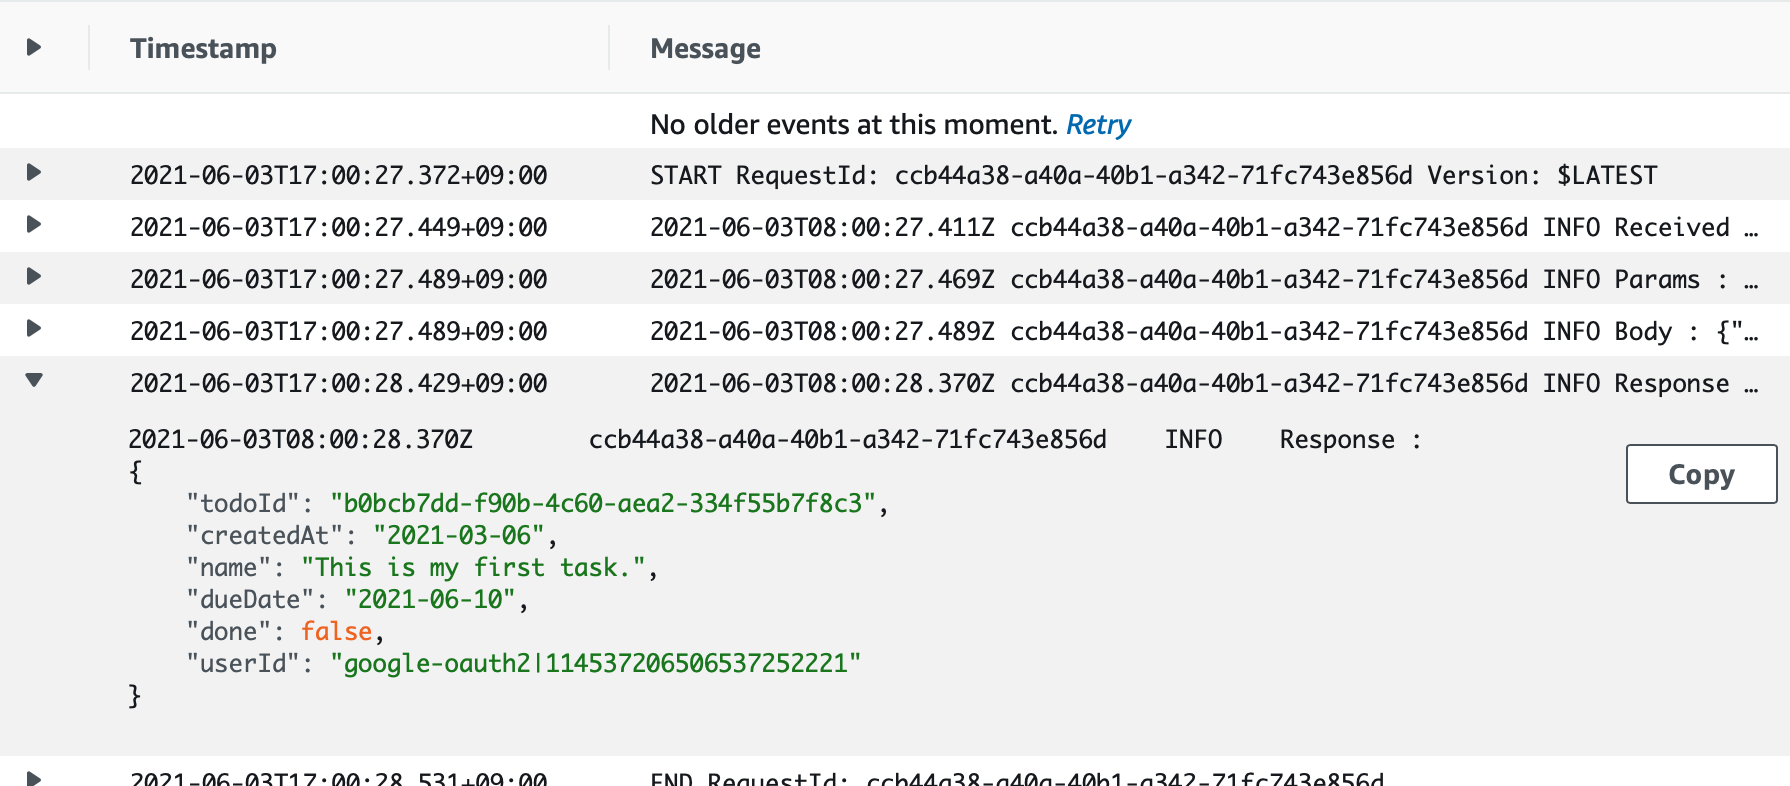 Timestamp Message
No older events at this moment. Retry
2021-06-03T17:00:27.372+09:00 START RequestId: ccb44a38-a40a-40b1-a342-71fc743e856d Version: $LATEST
2021-06-03T17:00:27.449+09:00 2021-06-03T08:00:27.411Z ccb44a38-a40a-40b1-a342-71fc743e856d INFO Received …
2021-06-03T17:00:27.489+09:00 2021-06-03T08:00:27.469Z ccb44a38-a40a-40b1-a342-71fc743e856d INFO Params : …
2021-06-03T17:00:27.489+09:00 2021-06-03T08:00:27.489Z ccb44a38-a40a-40b1-a342-71fc743e856d INFO Body : {"…
2021-06-03T17:00:28.429+09:00 2021-06-03T08:00:28.370Z ccb44a38-a40a-40b1-a342-71fc743e856d INFO Response …
2021-06-03T08:00:28.370Z ccb44a38-a40a-40b1-a342-71fc743e856d INFO Response :
Copy
{
"todoId": "b0bcb7dd-f90b-4c60-aea2-334f55b7f8c3",
"createdAt": "2021-03-06",
"name": "This is my first task.",
"dueDate": "2021-06-10",
"done": false,
"userId": "google-oauth2|114537206506537252221"
}
2021-06-03T17:00:28.531+09:00 END RequestId: ccb44a38-a40a-40b1-a342-71fc743e856d